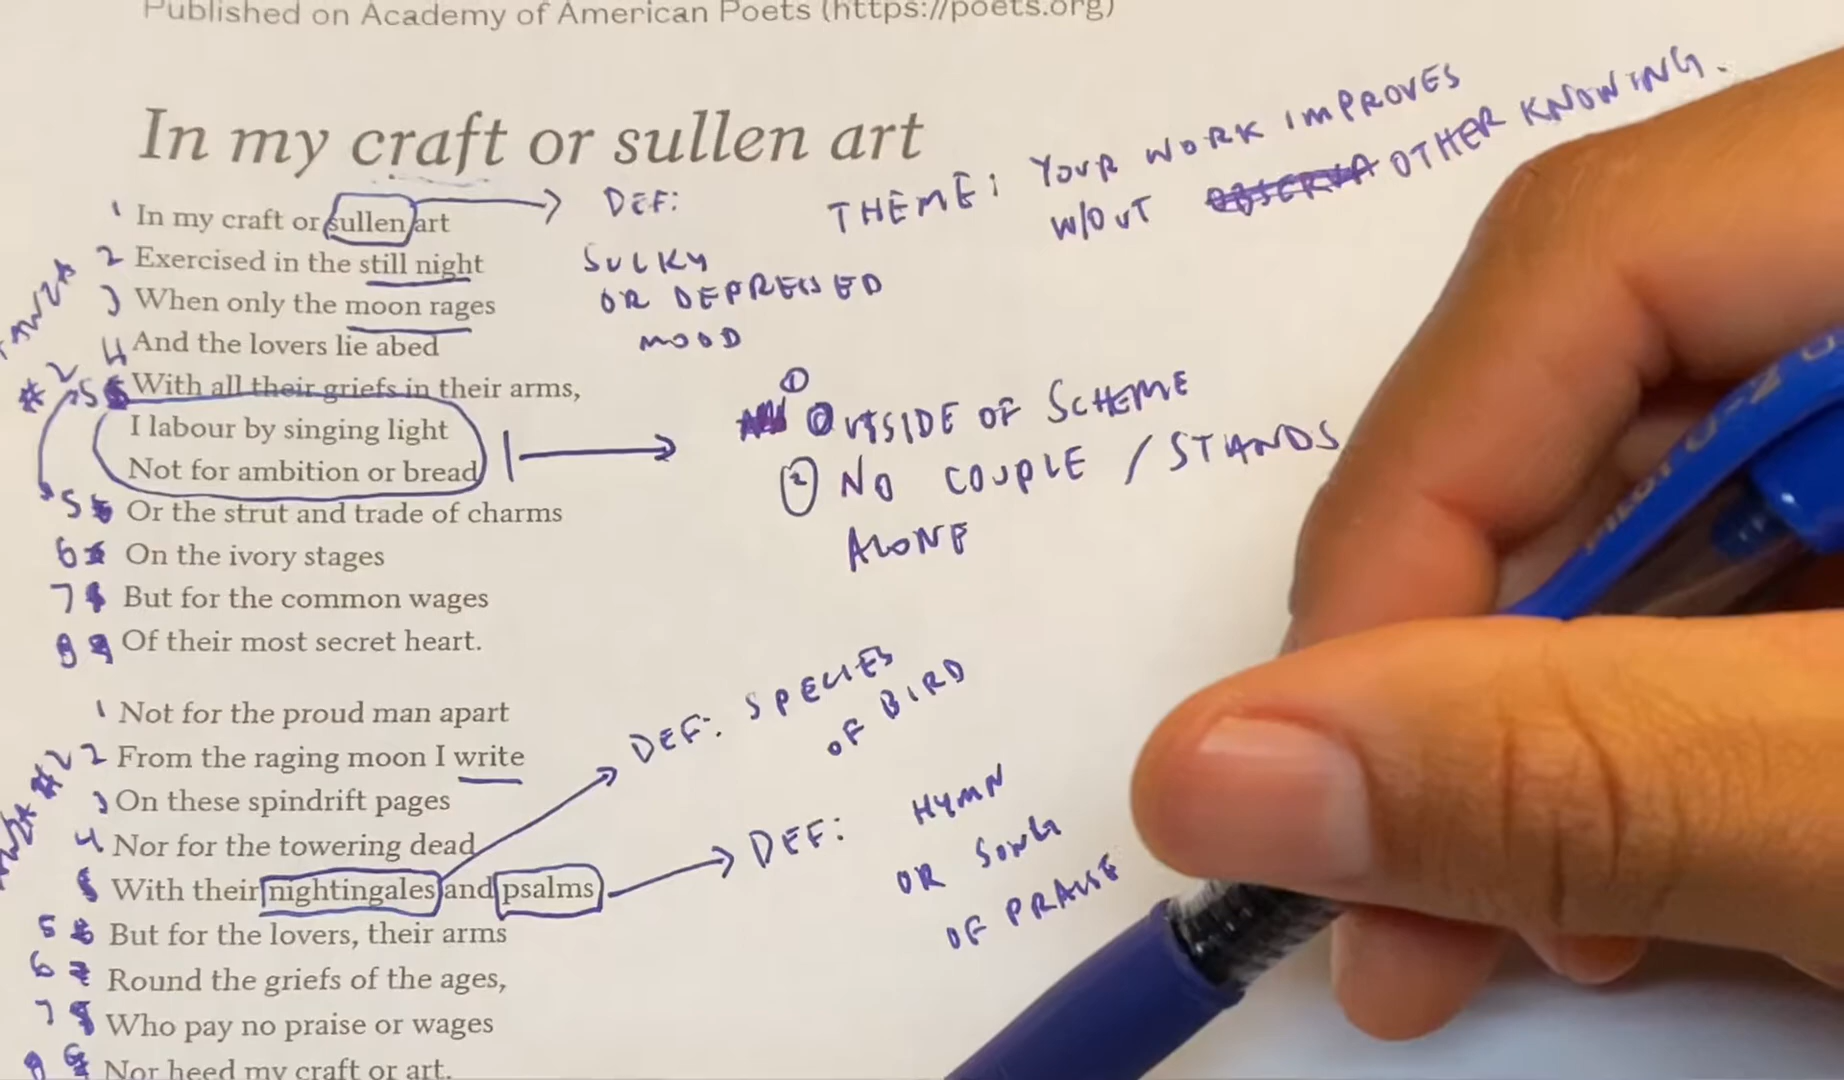 Published on Academy of American Poets (https://poets.org)
In my craft or sullen art
THEME: YOUR WORK IMPROVES
W/OUT OTHER KNOWING.
1 In my craft or sullen art
DEF:
2 Exercised in the still night
SULKY
3 When only the moon rages
OR DEPRESSED
4 And the lovers lie abed
MOOD
#2
5 With all their griefs in their arms,
I labour by singing light
Not for ambition or bread
① OUTSIDE OF SCHEME
② NO COUPLE / STANDS
ALONE
5 Or the strut and trade of charms
6 On the ivory stages
7 But for the common wages
8 Of their most secret heart.
1 Not for the proud man apart
DEF: SPECIES
OF BIRD
#2
2 From the raging moon I write
3 On these spindrift pages
4 Nor for the towering dead
With their nightingales and psalms
DEF: HYMN
OR SONG
OF PRAISE
5 But for the lovers, their arms
6 Round the griefs of the ages,
7 Who pay no praise or wages
8 Nor heed my craft or art.